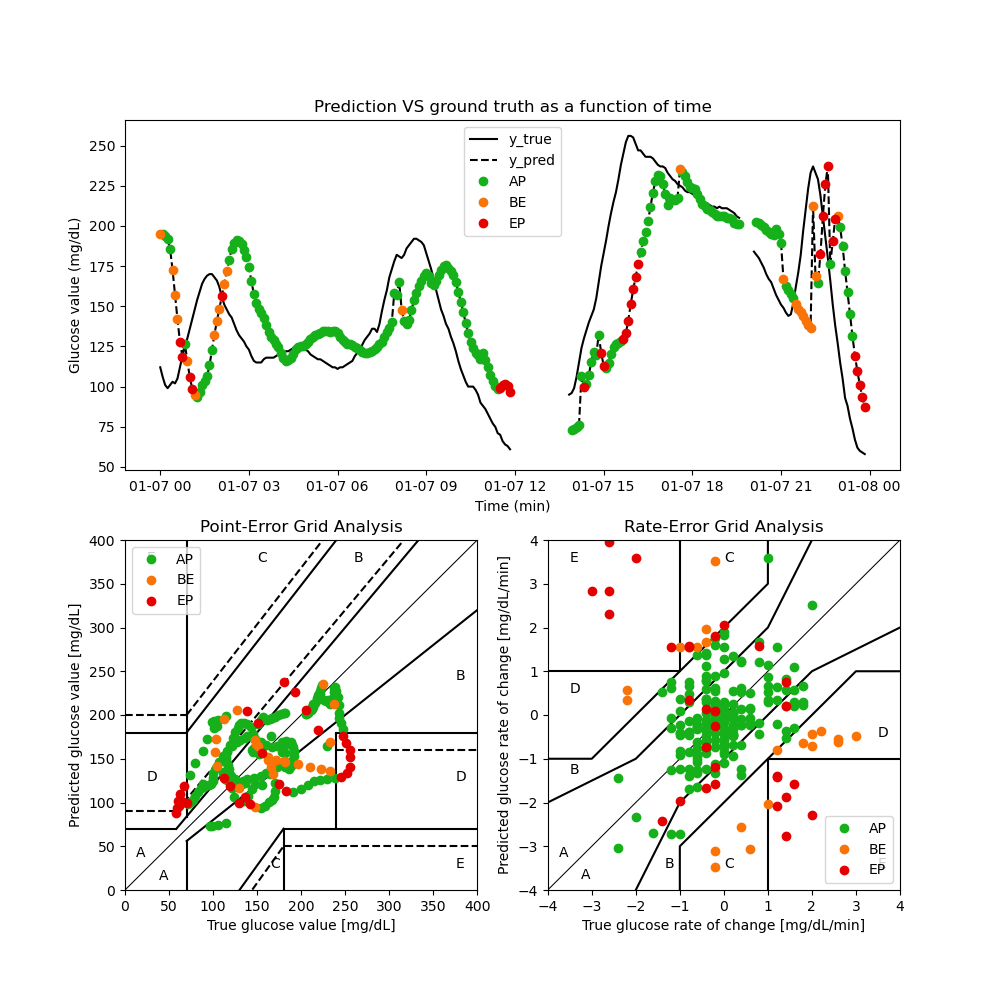 Prediction VS ground truth as a function of time
Glucose value (mg/dL)
250
225
200
175
150
125
100
75
50
y_true
y_pred
AP
BE
EP
01-07 00 01-07 03 01-07 06 01-07 09 01-07 12 01-07 15 01-07 18 01-07 21 01-08 00
Time (min)
Point-Error Grid Analysis
Predicted glucose value [mg/dL]
400
350
300
250
200
150
100
50
0
AP
BE
EP
C
B
B
D
D
A
A
C
E
0 50 100 150 200 250 300 350 400
True glucose value [mg/dL]
Rate-Error Grid Analysis
Predicted glucose rate of change [mg/dL/min]
4
3
2
1
0
−1
−2
−3
−4
E
C
D
D
B
A
A
B
C
AP
BE
EP
−4 −3 −2 −1 0 1 2 3 4
True glucose rate of change [mg/dL/min]